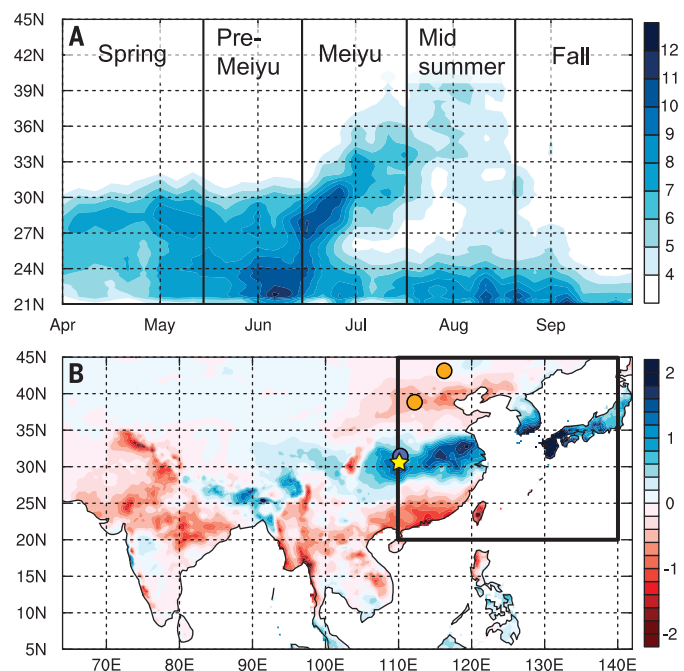 A
Spring
Pre-
Meiyu
Meiyu
Mid
summer
Fall
45N
42N
39N
36N
33N
30N
27N
24N
21N
Apr May Jun Jul Aug Sep
13
12
11
10
9
8
7
6
5
4
B
45N
40N
35N
30N
25N
20N
15N
10N
5N
70E 80E 90E 100E 110E 120E 130E 140E
2
1
0
-1
-2